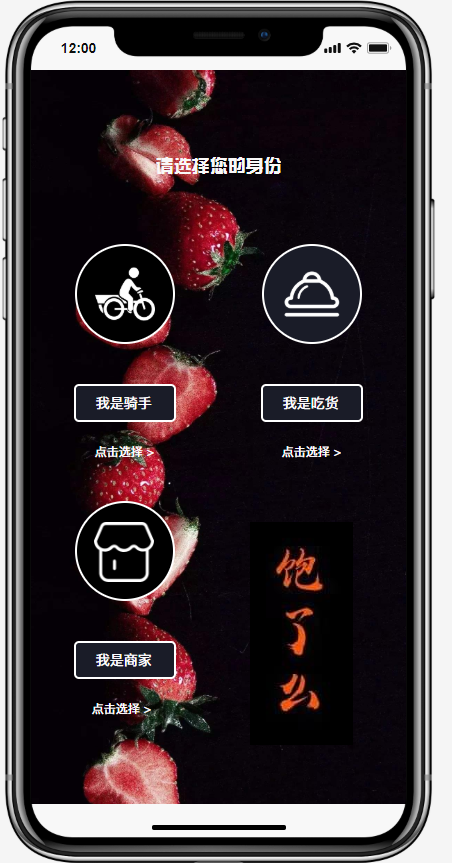 12:00
请选择您的身份
我是骑手
我是吃货
点击选择 >
点击选择 >
我是商家
点击选择 >
饱
了
么